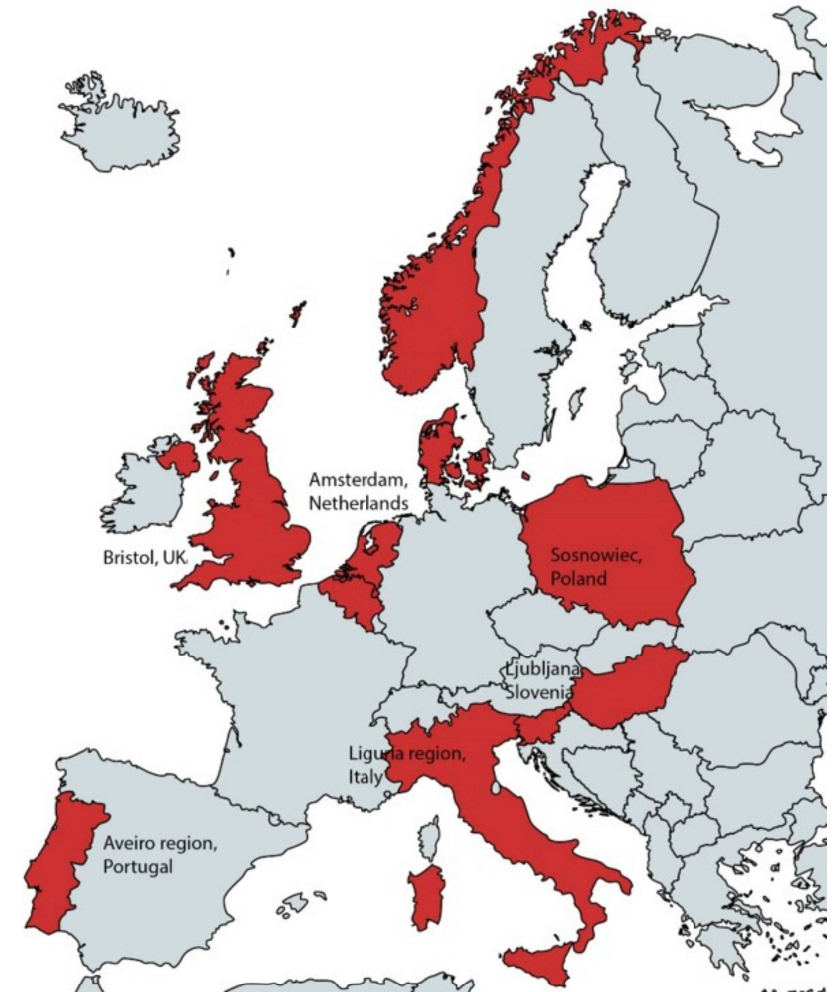 Amsterdam,
Netherlands
Bristol, UK
Sosnowiec,
Poland
Ljubljana
Slovenia
Liguria region,
Italy
Aveiro region,
Portugal